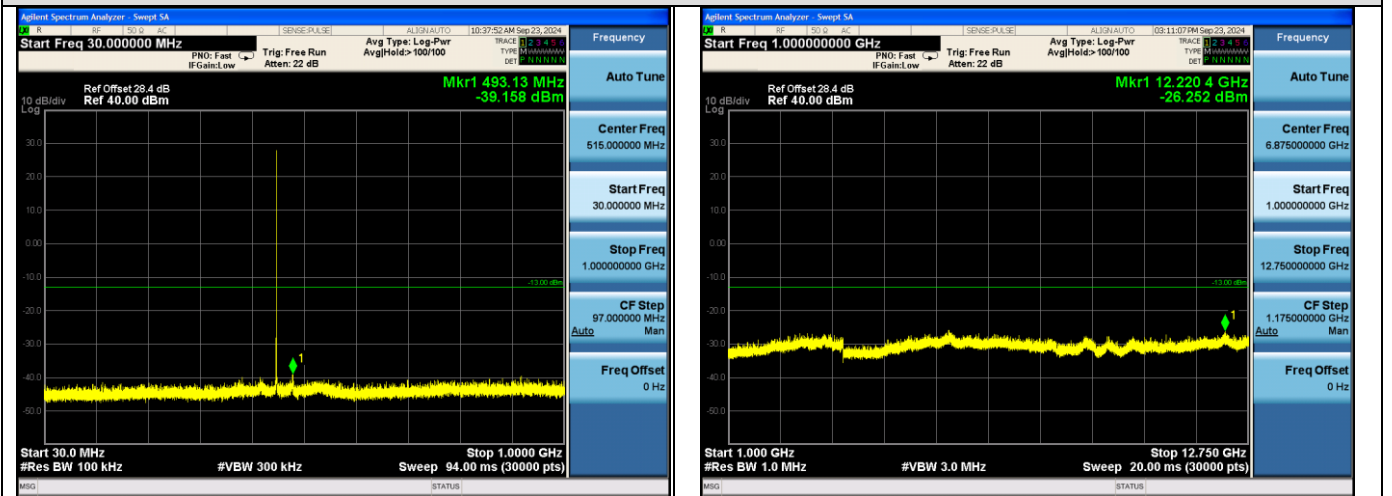 Agilent Spectrum Analyzer - Swept SA
R RF 50 Ω AC SENSE:PULSE ALIGNAUTO 10:37:52 AM Sep 23, 2024
Start Freq 30.000000 MHz
PNO: Fast
IFGain:Low
Trig: Free Run
Atten: 22 dB
Avg Type: Log-Pwr
Avg|Hold:>100/100
TRACE 1 2 3 4 5 6
TYPE M
DET P N N N N N
Mkr1 493.13 MHz
-39.158 dBm
Ref Offset 28.4 dB
10 dB/div Ref 40.00 dBm
Log
30.0
20.0
10.0
0.00
-10.0
-13.00 dBm
-20.0
-30.0
1
-40.0
-50.0
Start 30.0 MHz
Stop 1.0000 GHz
#Res BW 100 kHz #VBW 300 kHz Sweep 94.00 ms (30000 pts)
MSG STATUS
Frequency
Auto Tune
Center Freq
515.000000 MHz
Start Freq
30.000000 MHz
Stop Freq
1.000000000 GHz
CF Step
97.000000 MHz
Auto Man
Freq Offset
0 Hz
Agilent Spectrum Analyzer - Swept SA
R RF 50 Ω AC SENSE:PULSE ALIGNAUTO 03:11:07 PM Sep 23, 2024
Start Freq 1.000000000 GHz
PNO: Fast
IFGain:Low
Trig: Free Run
Atten: 22 dB
Avg Type: Log-Pwr
Avg|Hold:>100/100
TRACE 1 2 3 4 5 6
TYPE M
DET P N N N N N
Mkr1 12.220 4 GHz
-26.252 dBm
Ref Offset 28.4 dB
10 dB/div Ref 40.00 dBm
Log
30.0
20.0
10.0
0.00
-10.0
-13.00 dBm
-20.0
1
-30.0
-40.0
-50.0
Start 1.000 GHz
Stop 12.750 GHz
#Res BW 1.0 MHz #VBW 3.0 MHz Sweep 20.00 ms (30000 pts)
MSG STATUS
Frequency
Auto Tune
Center Freq
6.875000000 GHz
Start Freq
1.000000000 GHz
Stop Freq
12.750000000 GHz
CF Step
1.175000000 GHz
Auto Man
Freq Offset
0 Hz